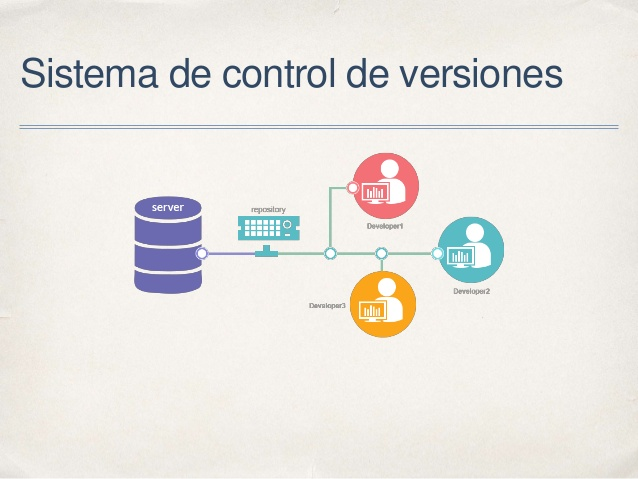 Sistema de control de versiones
server
repository
Developer1
Developer2
Developer3